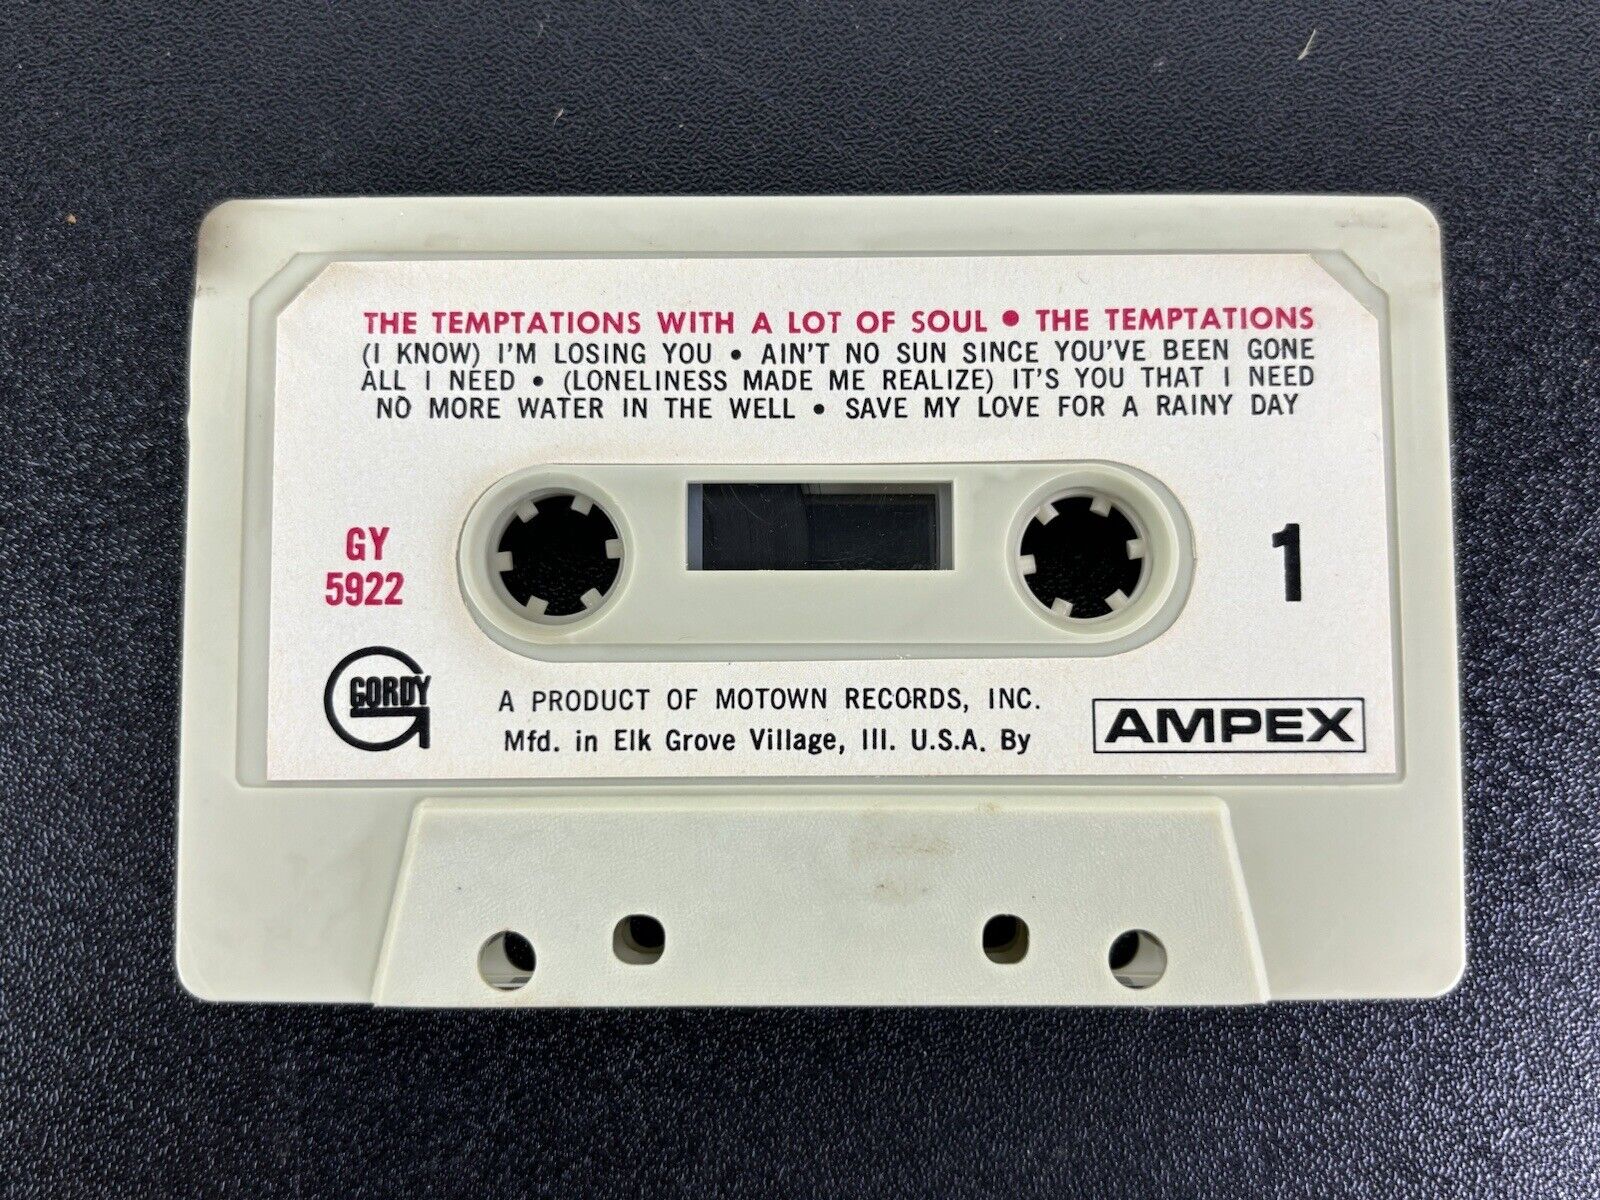 THE TEMPTATIONS WITH A LOT OF SOUL • THE TEMPTATIONS
(I KNOW) I'M LOSING YOU • AIN'T NO SUN SINCE YOU'VE BEEN GONE
ALL I NEED • (LONELINESS MADE ME REALIZE) IT'S YOU THAT I NEED
NO MORE WATER IN THE WELL • SAVE MY LOVE FOR A RAINY DAY
GY
5922
1
GORDY
A PRODUCT OF MOTOWN RECORDS, INC.
Mfd. in Elk Grove Village, Ill. U.S.A. By
AMPEX